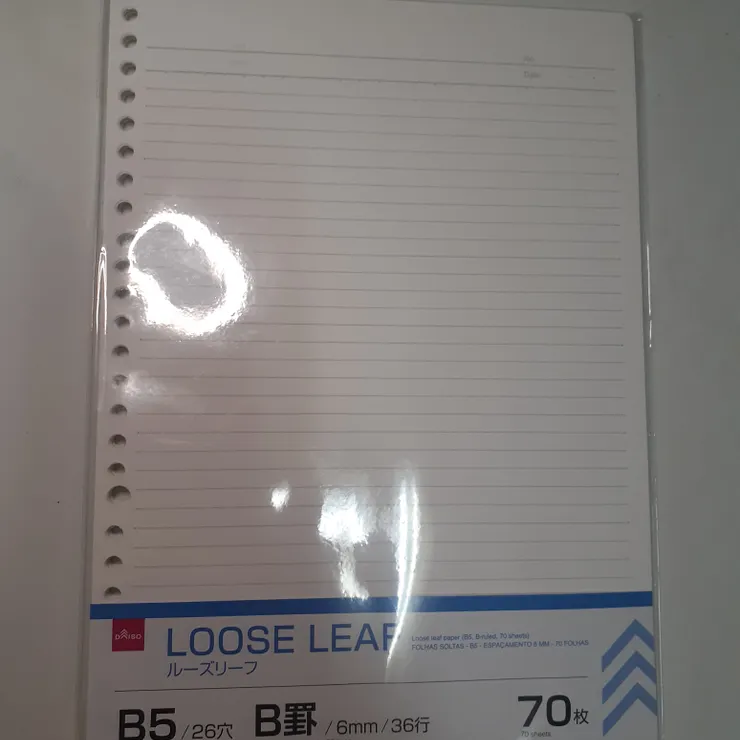 No.
Date
DAISO
LOOSE LEAF
ルーズリーフ
Loose leaf paper (B5, B-ruled, 70 sheets)
FOLHAS SOLTAS - B5 - ESPAÇAMENTO 6 MM - 70 FOLHAS
B5/26穴 B罫/6mm/36行 70枚
70 sheets